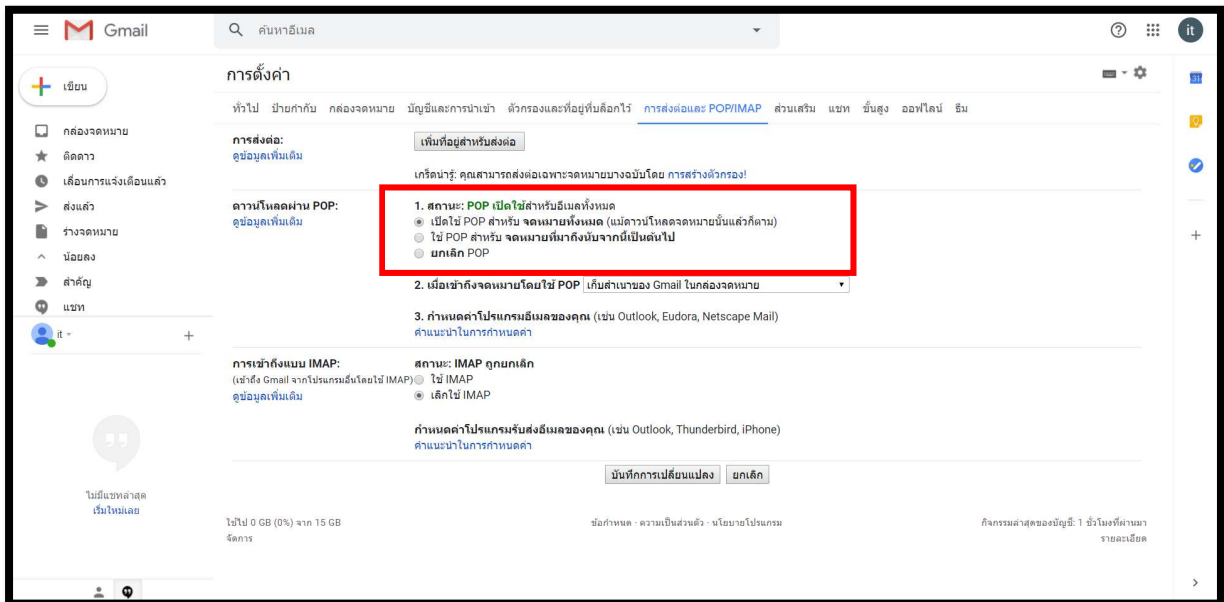 Gmail
ค้นหาอีเมล
it
เขียน
กล่องจดหมาย
ติดดาว
เลื่อนการแจ้งเตือนแล้ว
ส่งแล้ว
ร่างจดหมาย
น้อยลง
สำคัญ
แชท
it
ไม่มีแชทล่าสุด
เริ่มใหม่เลย
การตั้งค่า
ทั่วไป ป้ายกำกับ กล่องจดหมาย บัญชีและการนำเข้า ตัวกรองและที่อยู่ที่บล็อกไว้ การส่งต่อและ POP/IMAP ส่วนเสริม แชท ขั้นสูง ออฟไลน์ ธีม
การส่งต่อ:
ดูข้อมูลเพิ่มเติม
เพิ่มที่อยู่สำหรับส่งต่อ
เกร็ดน่ารู้: คุณสามารถส่งต่อเฉพาะจดหมายบางฉบับโดย การสร้างตัวกรอง!
ดาวน์โหลดผ่าน POP:
ดูข้อมูลเพิ่มเติม
1. สถานะ: POP เปิดใช้สำหรับอีเมลทั้งหมด
เปิดใช้ POP สำหรับ จดหมายทั้งหมด (แม้ดาวน์โหลดจดหมายนั้นแล้วก็ตาม)
ใช้ POP สำหรับ จดหมายที่มาถึงนับจากนี้เป็นต้นไป
ยกเลิก POP
2. เมื่อเข้าถึงจดหมายโดยใช้ POP เก็บสำเนาของ Gmail ในกล่องจดหมาย
3. กำหนดค่าโปรแกรมอีเมลของคุณ (เช่น Outlook, Eudora, Netscape Mail)
คำแนะนำในการกำหนดค่า
การเข้าถึงแบบ IMAP:
(เข้าถึง Gmail จากโปรแกรมอื่นโดยใช้ IMAP)
ดูข้อมูลเพิ่มเติม
สถานะ: IMAP ถูกยกเลิก
ใช้ IMAP
เลิกใช้ IMAP
กำหนดค่าโปรแกรมรับส่งอีเมลของคุณ (เช่น Outlook, Thunderbird, iPhone)
คำแนะนำในการกำหนดค่า
บันทึกการเปลี่ยนแปลง ยกเลิก
ใช้ไป 0 GB (0%) จาก 15 GB
จัดการ
ข้อกำหนด · ความเป็นส่วนตัว · นโยบายโปรแกรม
กิจกรรมล่าสุดของบัญชี: 1 ชั่วโมงที่ผ่านมา
รายละเอียด
31